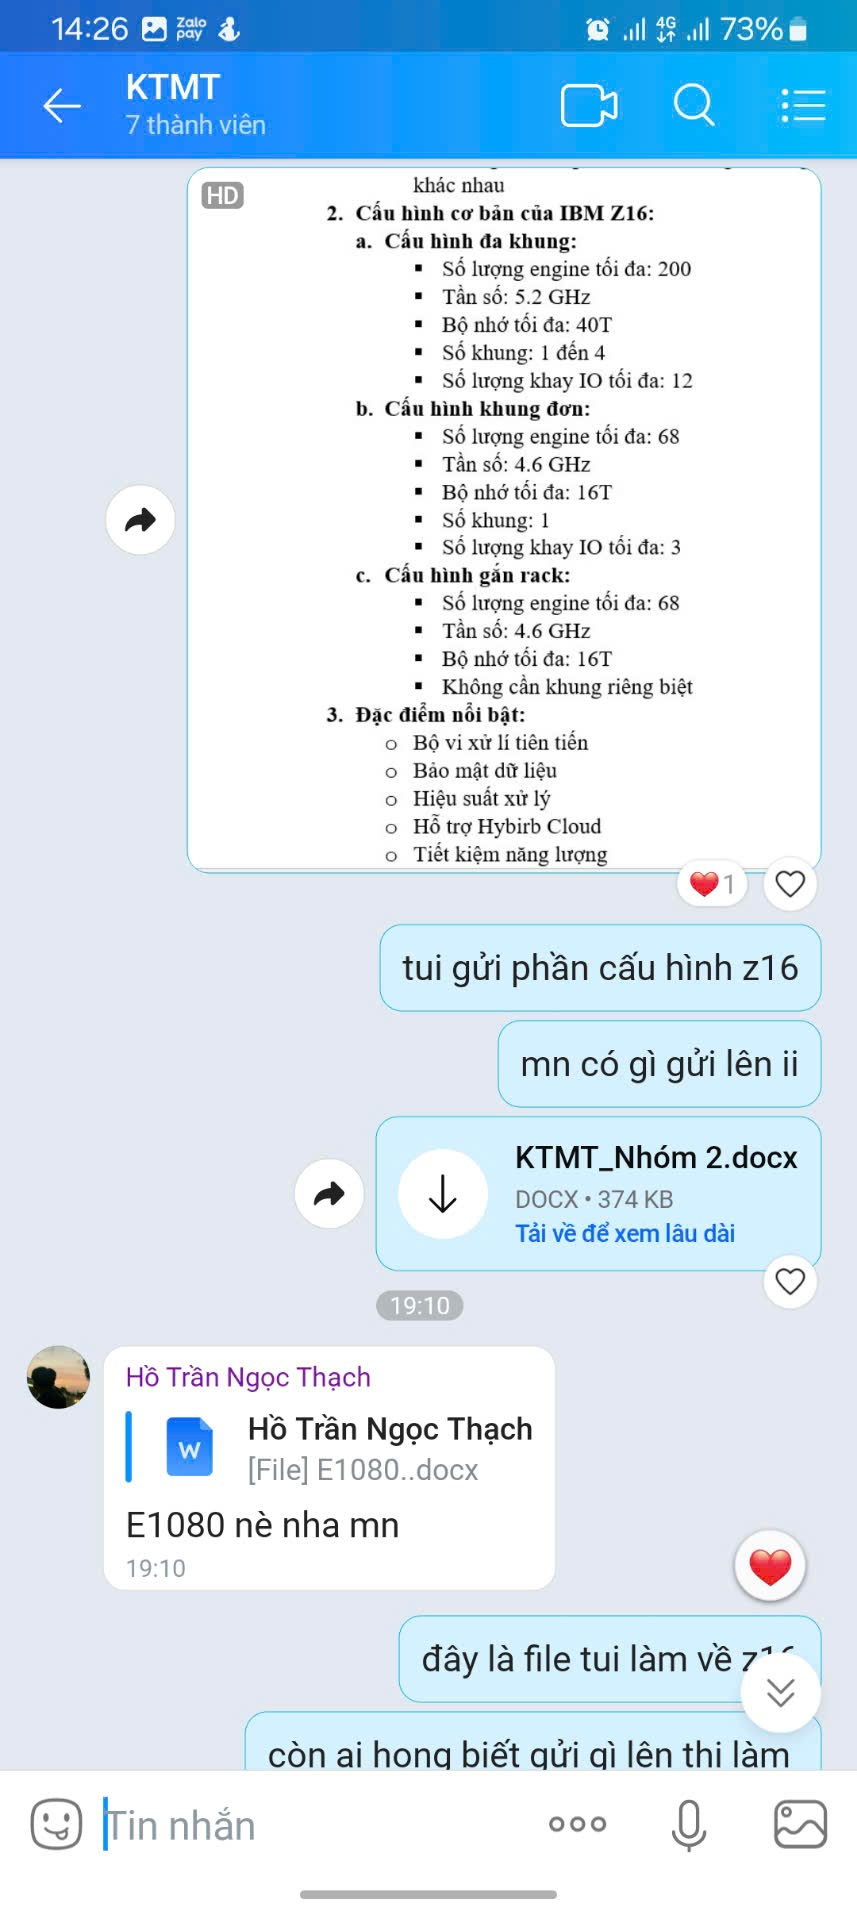 14:26 Zalo pay 4G 73%
KTMT
7 thành viên
HD
khác nhau
2. Cấu hình cơ bản của IBM Z16:
a. Cấu hình đa khung:
▪ Số lượng engine tối đa: 200
▪ Tần số: 5.2 GHz
▪ Bộ nhớ tối đa: 40T
▪ Số khung: 1 đến 4
▪ Số lượng khay IO tối đa: 12
b. Cấu hình khung đơn:
▪ Số lượng engine tối đa: 68
▪ Tần số: 4.6 GHz
▪ Bộ nhớ tối đa: 16T
▪ Số khung: 1
▪ Số lượng khay IO tối đa: 3
c. Cấu hình gắn rack:
▪ Số lượng engine tối đa: 68
▪ Tần số: 4.6 GHz
▪ Bộ nhớ tối đa: 16T
▪ Không cần khung riêng biệt
3. Đặc điểm nổi bật:
o Bộ vi xử lí tiên tiến
o Bảo mật dữ liệu
o Hiệu suất xử lý
o Hỗ trợ Hybirb Cloud
o Tiết kiệm năng lượng
1
tui gửi phần cấu hình z16
mn có gì gửi lên ii
KTMT_Nhóm 2.docx
DOCX • 374 KB
Tải về để xem lâu dài
19:10
Hồ Trần Ngọc Thạch
W
Hồ Trần Ngọc Thạch
[File] E1080..docx
E1080 nè nha mn
19:10
đây là file tui làm về
còn ai hong biết gửi gì lên thi làm
Tin nhắn